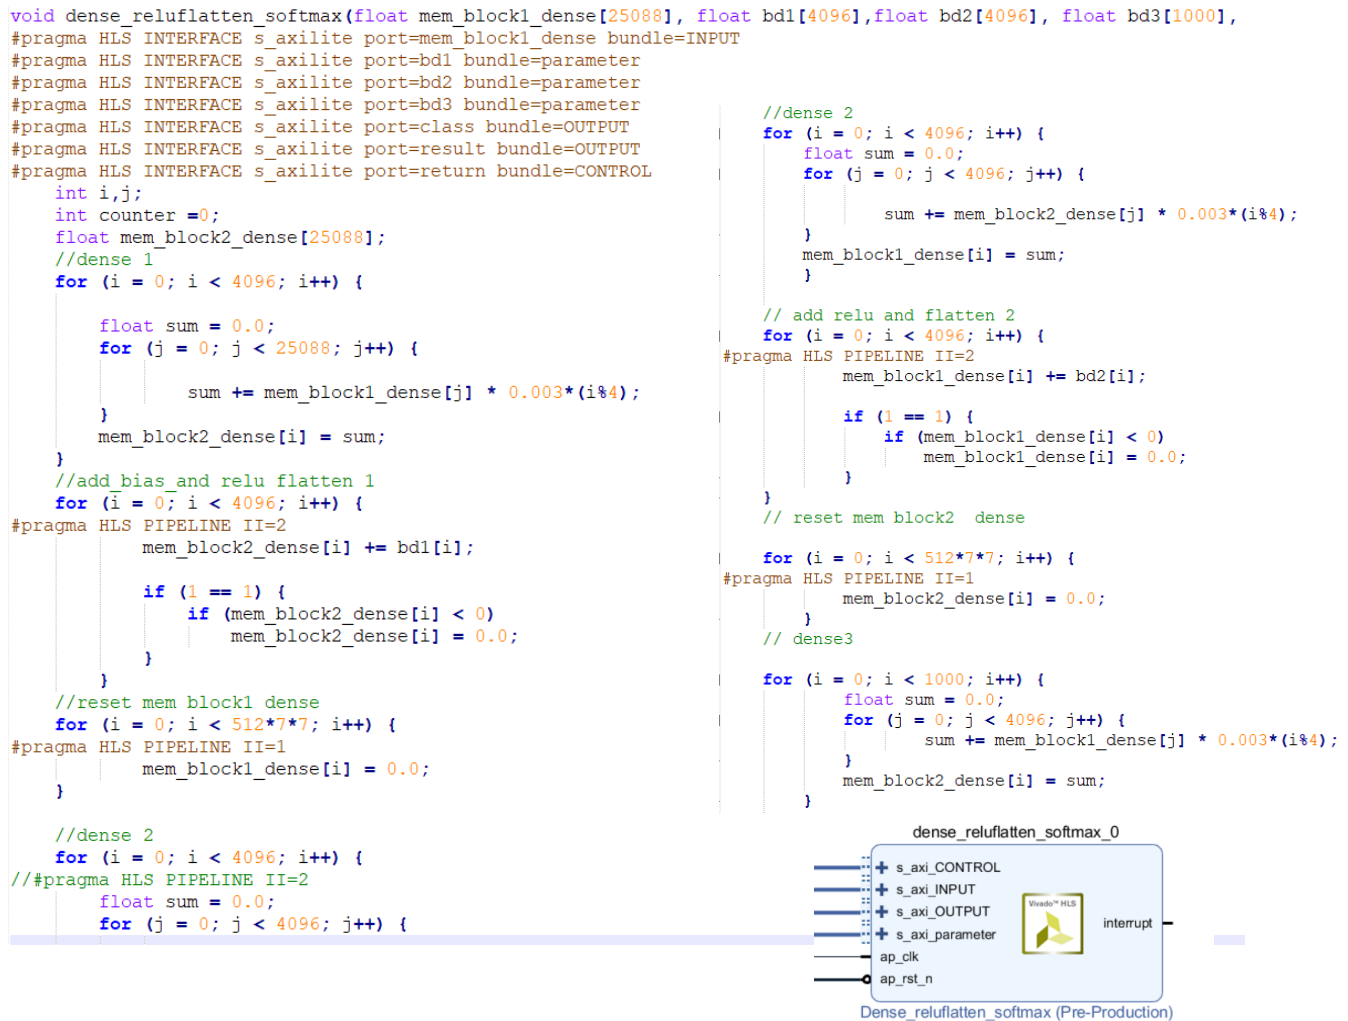 void dense_reluflatten_softmax(float mem_block1_dense[25088], float bd1[4096],float bd2[4096], float bd3[1000],
#pragma HLS INTERFACE s_axilite port=mem_block1_dense bundle=INPUT
#pragma HLS INTERFACE s_axilite port=bd1 bundle=parameter
#pragma HLS INTERFACE s_axilite port=bd2 bundle=parameter
#pragma HLS INTERFACE s_axilite port=bd3 bundle=parameter
#pragma HLS INTERFACE s_axilite port=class bundle=OUTPUT
#pragma HLS INTERFACE s_axilite port=result bundle=OUTPUT
#pragma HLS INTERFACE s_axilite port=return bundle=CONTROL
int i,j;
int counter =0;
float mem_block2_dense[25088];
//dense 1
for (i = 0; i < 4096; i++) {
float sum = 0.0;
for (j = 0; j < 25088; j++) {
sum += mem_block1_dense[j] * 0.003*(i%4);
}
mem_block2_dense[i] = sum;
}
//add_bias_and relu flatten 1
for (i = 0; i < 4096; i++) {
#pragma HLS PIPELINE II=2
mem_block2_dense[i] += bd1[i];
if (1 == 1) {
if (mem_block2_dense[i] < 0)
mem_block2_dense[i] = 0.0;
}
}
//reset mem block1 dense
for (i = 0; i < 512*7*7; i++) {
#pragma HLS PIPELINE II=1
mem_block1_dense[i] = 0.0;
}
//dense 2
for (i = 0; i < 4096; i++) {
//#pragma HLS PIPELINE II=2
float sum = 0.0;
for (j = 0; j < 4096; j++) {
//dense 2
for (i = 0; i < 4096; i++) {
float sum = 0.0;
for (j = 0; j < 4096; j++) {
sum += mem_block2_dense[j] * 0.003*(i%4);
}
mem_block1_dense[i] = sum;
}
// add relu and flatten 2
for (i = 0; i < 4096; i++) {
#pragma HLS PIPELINE II=2
mem_block1_dense[i] += bd2[i];
if (1 == 1) {
if (mem_block1_dense[i] < 0)
mem_block1_dense[i] = 0.0;
}
}
// reset mem block2  dense
for (i = 0; i < 512*7*7; i++) {
#pragma HLS PIPELINE II=1
mem_block2_dense[i] = 0.0;
}
// dense3
for (i = 0; i < 1000; i++) {
float sum = 0.0;
for (j = 0; j < 4096; j++) {
sum += mem_block1_dense[j] * 0.003*(i%4);
}
mem_block2_dense[i] = sum;
}
dense_reluflatten_softmax_0
s_axi_CONTROL
s_axi_INPUT
s_axi_OUTPUT
s_axi_parameter
ap_clk
ap_rst_n
Vivado™ HLS
interrupt
Dense_reluflatten_softmax (Pre-Production)